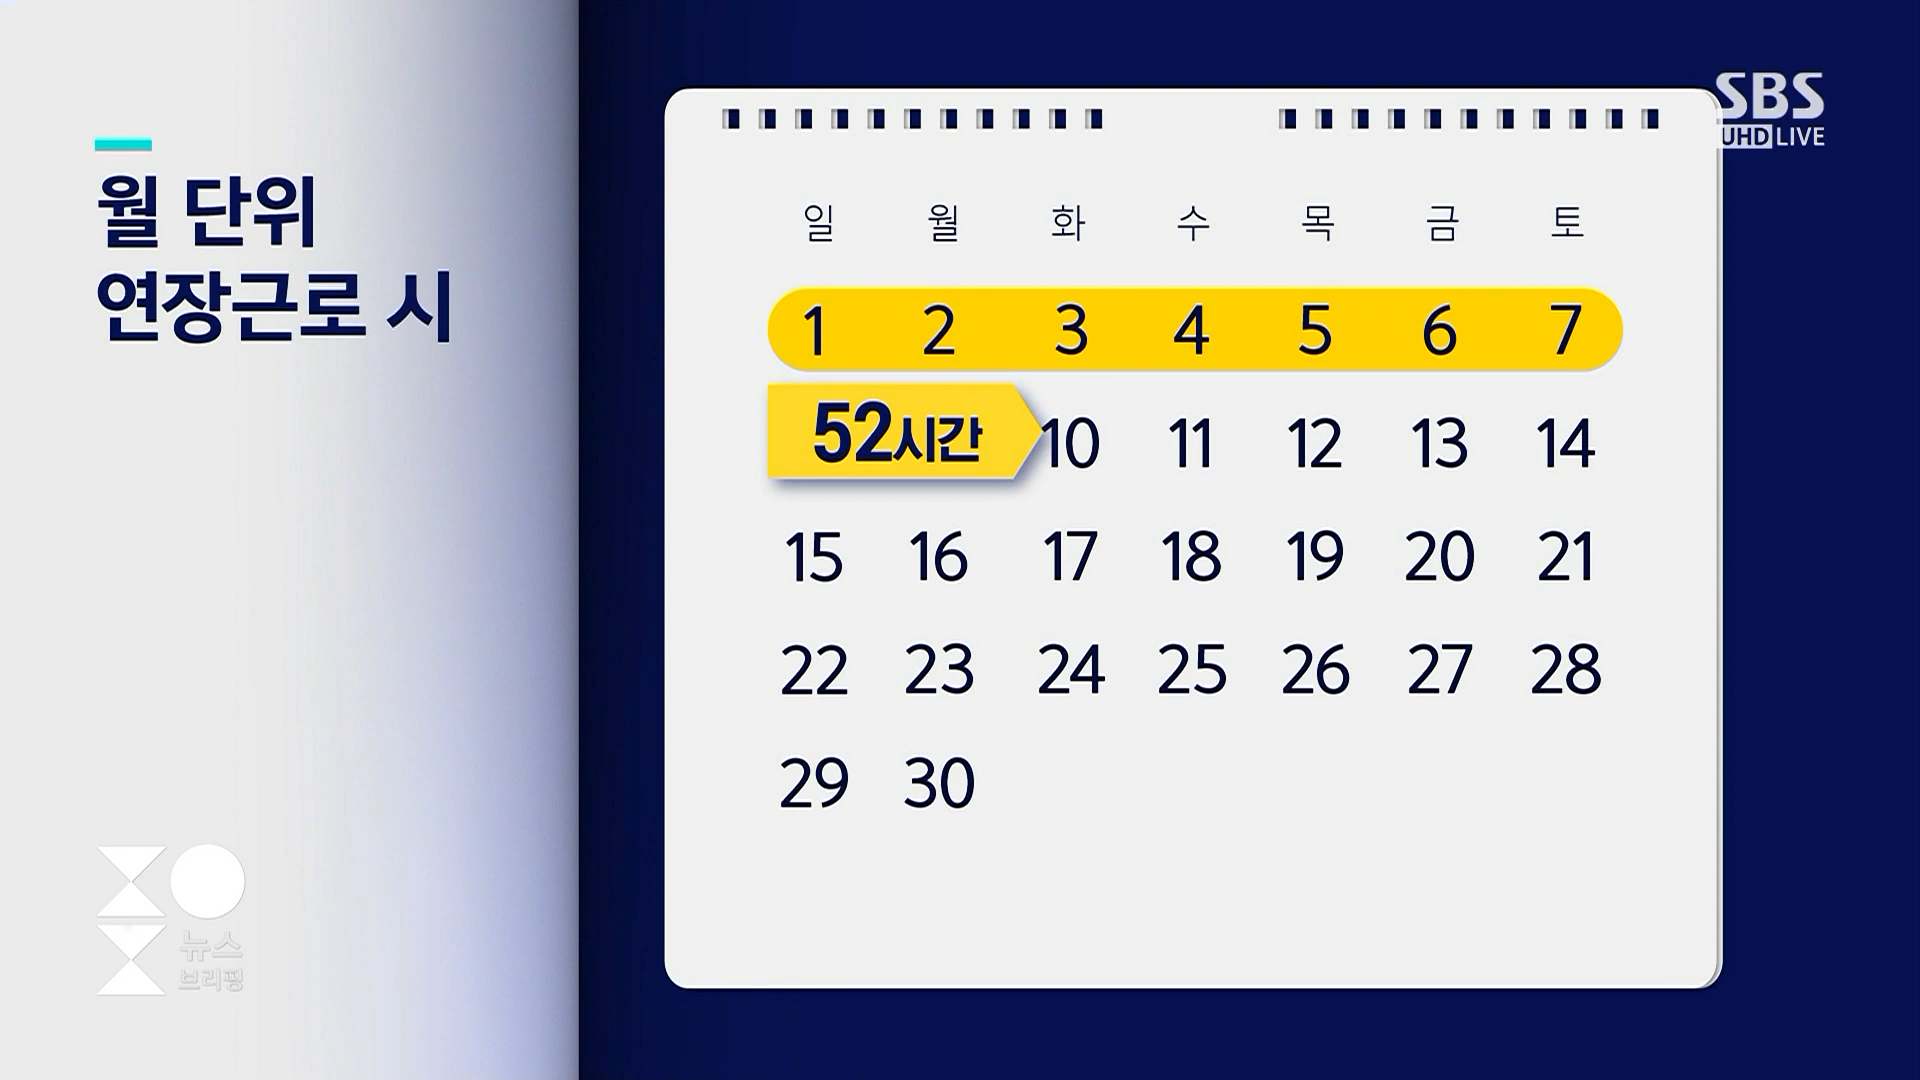 월 단위
연장근로 시
SBS
UHD LIVE
일 월 화 수 목 금 토
1 2 3 4 5 6 7
52시간 10 11 12 13 14
15 16 17 18 19 20 21
22 23 24 25 26 27 28
29 30
뉴스
브리핑